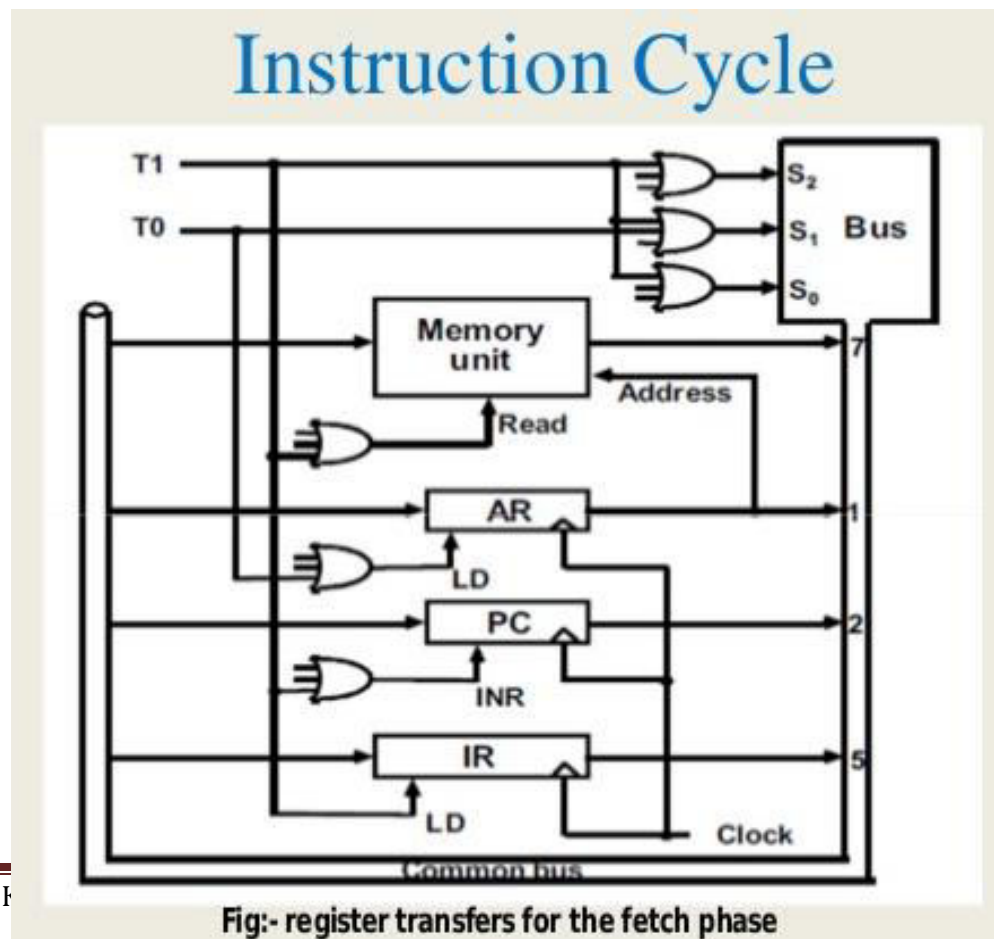 Instruction Cycle
T1
S₂
T0
S₁
Bus
S₀
Memory
unit
7
Address
Read
AR
1
LD
PC
2
INR
IR
5
LD
Clock
Common bus
Fig:- register transfers for the fetch phase